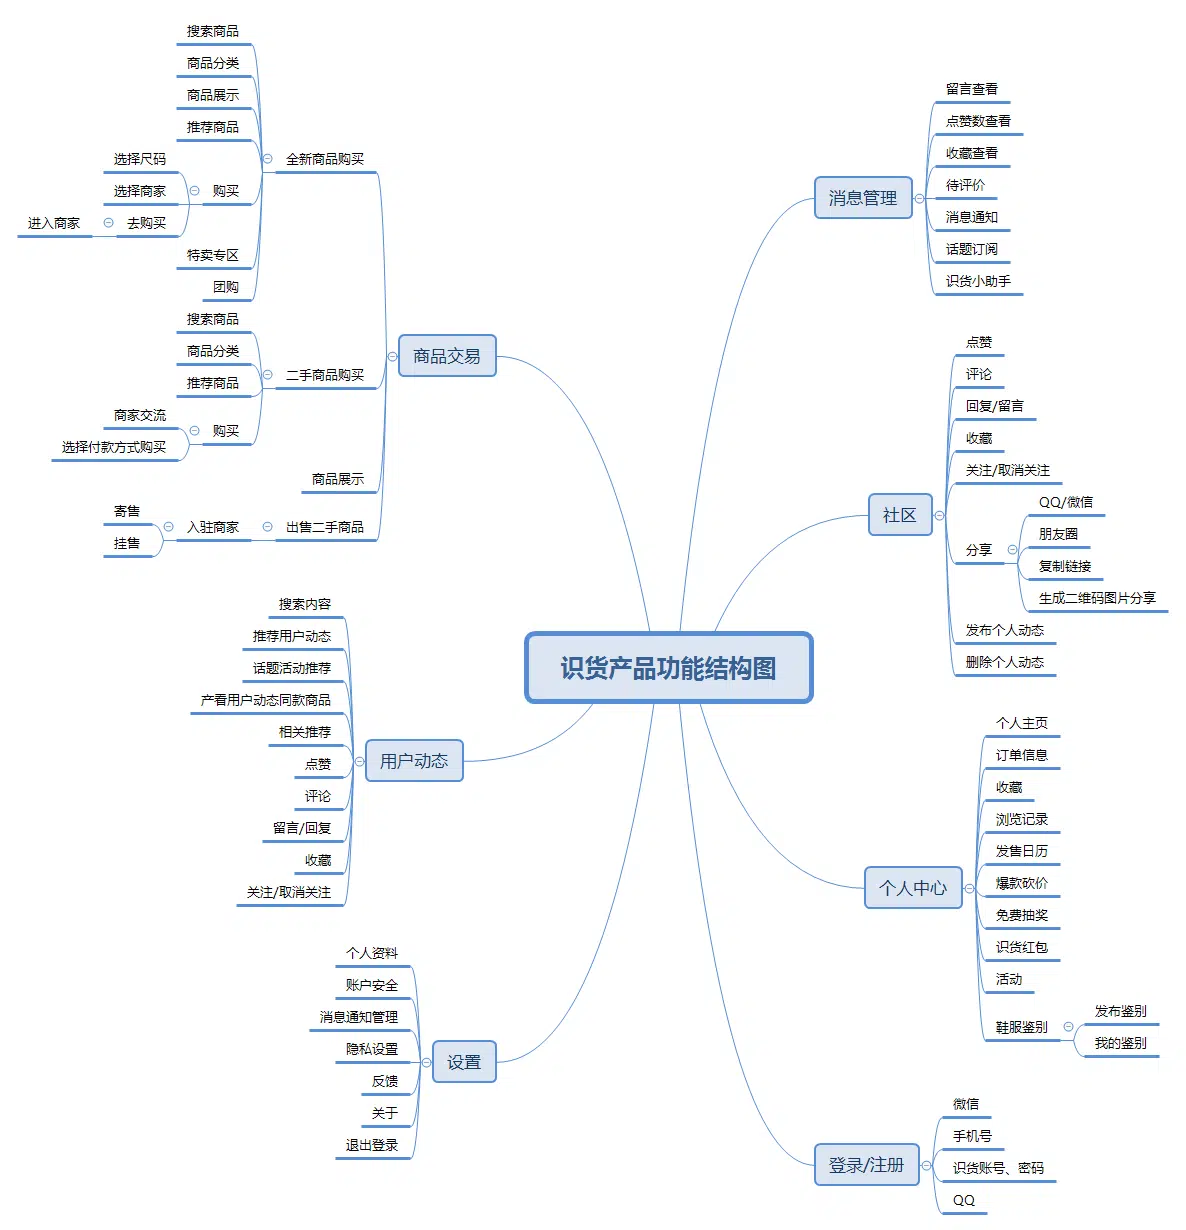 识货产品功能结构图
消息管理
留言查看
点赞数查看
收藏查看
待评价
消息通知
话题订阅
识货小助手
社区
点赞
评论
回复/留言
收藏
关注/取消关注
分享
QQ/微信
朋友圈
复制链接
生成二维码图片分享
发布个人动态
删除个人动态
个人中心
个人主页
订单信息
收藏
浏览记录
发售日历
爆款砍价
免费抽奖
识货红包
活动
鞋服鉴别
发布鉴别
我的鉴别
登录/注册
微信
手机号
识货账号、密码
QQ
商品交易
全新商品购买
搜索商品
商品分类
商品展示
推荐商品
购买
选择尺码
选择商家
去购买
进入商家
特卖专区
团购
二手商品购买
搜索商品
商品分类
推荐商品
购买
商家交流
选择付款方式购买
商品展示
出售二手商品
入驻商家
寄售
挂售
用户动态
搜索内容
推荐用户动态
话题活动推荐
产看用户动态同款商品
相关推荐
点赞
评论
留言/回复
收藏
关注/取消关注
设置
个人资料
账户安全
消息通知管理
隐私设置
反馈
关于
退出登录